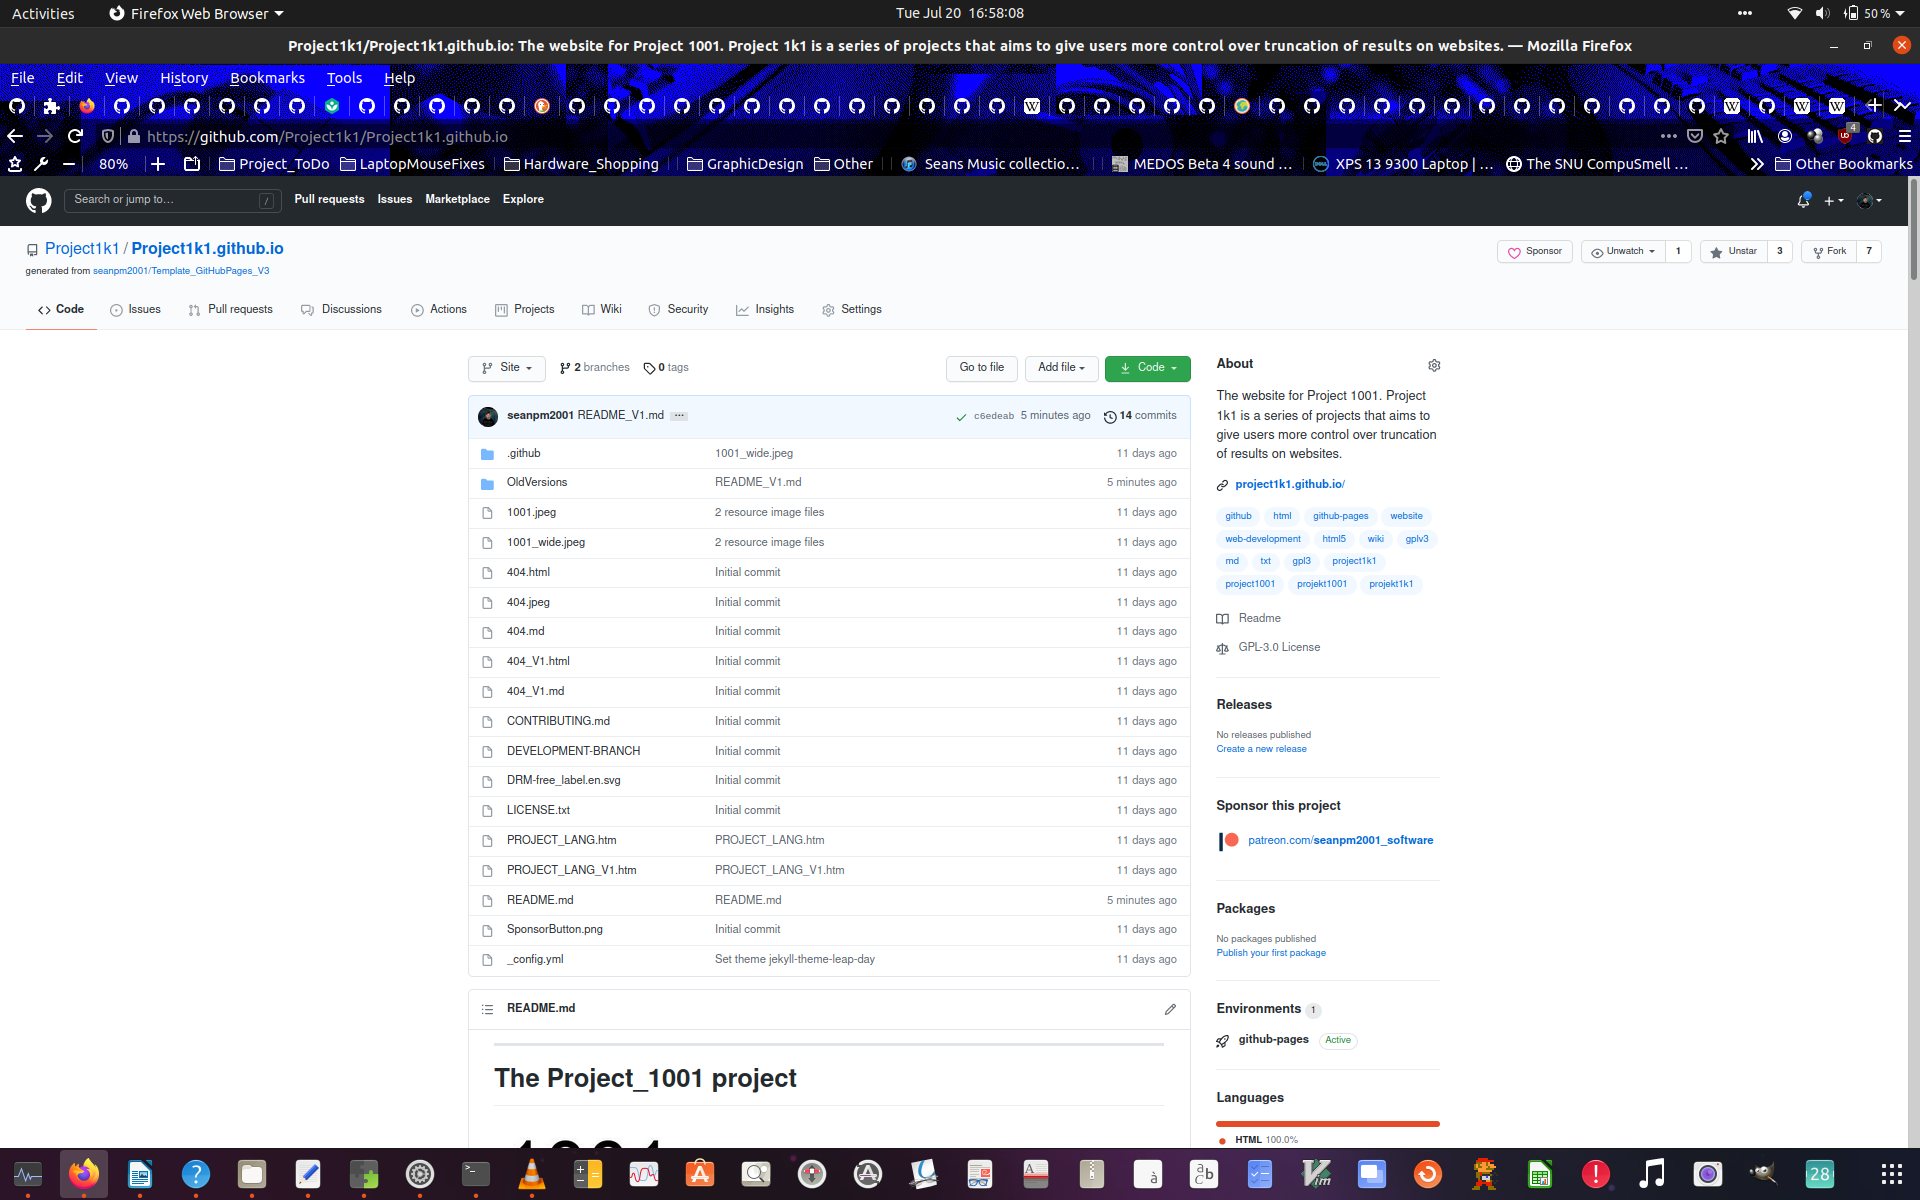 Activities Firefox Web Browser Tue Jul 20 16:58:08 50 %
Project1k1/Project1k1.github.io: The website for Project 1001. Project 1k1 is a series of projects that aims to give users more control over truncation of results on websites. — Mozilla Firefox
File Edit View History Bookmarks Tools Help
https://github.com/Project1k1/Project1k1.github.io 4
80% Project_ToDo LaptopMouseFixes Hardware_Shopping GraphicDesign Other Seans Music collectio… MEDOS Beta 4 sound … XPS 13 9300 Laptop | … The SNU CompuSmell … Other Bookmarks
Search or jump to… / Pull requests Issues Marketplace Explore
Project1k1 / Project1k1.github.io Sponsor Unwatch 1 Unstar 3 Fork 7
generated from seanpm2001/Template_GitHubPages_V3
Code Issues Pull requests Discussions Actions Projects Wiki Security Insights Settings
Site 2 branches 0 tags Go to file Add file Code
seanpm2001 README_V1.md ... c6edeab 5 minutes ago 14 commits
.github 1001_wide.jpeg 11 days ago
OldVersions README_V1.md 5 minutes ago
1001.jpeg 2 resource image files 11 days ago
1001_wide.jpeg 2 resource image files 11 days ago
404.html Initial commit 11 days ago
404.jpeg Initial commit 11 days ago
404.md Initial commit 11 days ago
404_V1.html Initial commit 11 days ago
404_V1.md Initial commit 11 days ago
CONTRIBUTING.md Initial commit 11 days ago
DEVELOPMENT-BRANCH Initial commit 11 days ago
DRM-free_label.en.svg Initial commit 11 days ago
LICENSE.txt Initial commit 11 days ago
PROJECT_LANG.htm PROJECT_LANG.htm 11 days ago
PROJECT_LANG_V1.htm PROJECT_LANG_V1.htm 11 days ago
README.md README.md 5 minutes ago
SponsorButton.png Initial commit 11 days ago
_config.yml Set theme jekyll-theme-leap-day 11 days ago
README.md
The Project_1001 project
About
The website for Project 1001. Project
1k1 is a series of projects that aims to
give users more control over truncation
of results on websites.
project1k1.github.io/
github html github-pages website
web-development html5 wiki gplv3
md txt gpl3 project1k1
project1001 projekt1001 projekt1k1
Readme
GPL-3.0 License
Releases
No releases published
Create a new release
Sponsor this project
patreon.com/seanpm2001_software
Packages
No packages published
Publish your first package
Environments 1
github-pages Active
Languages
HTML 100.0%
28